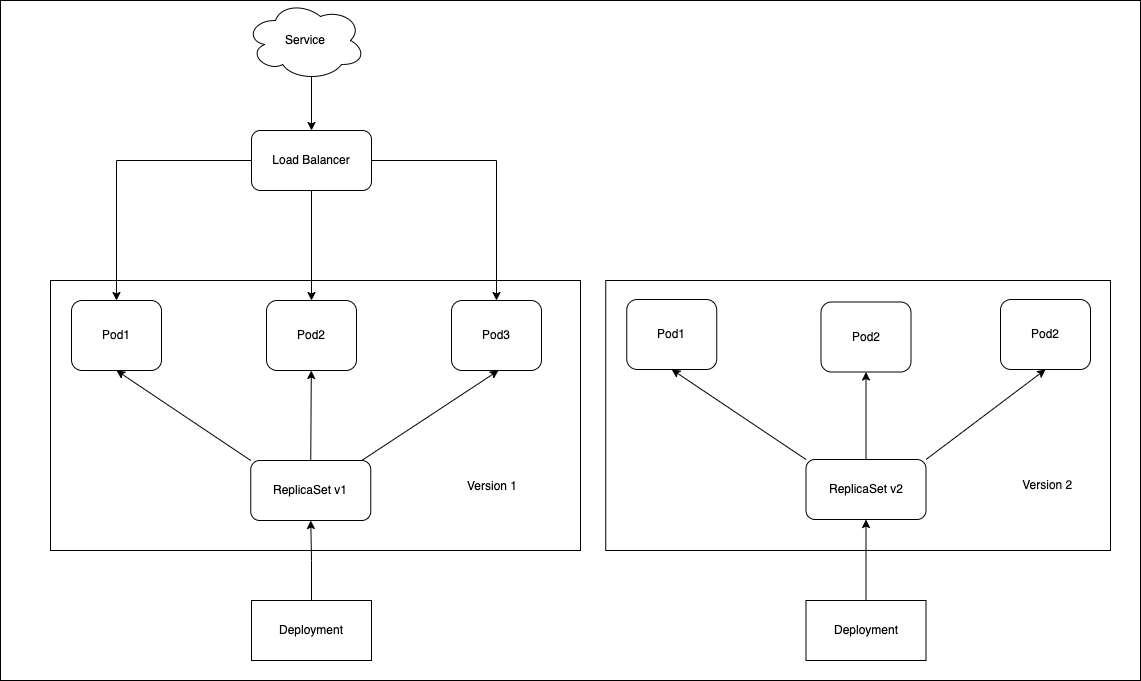 Service
Load Balancer
Pod1
Pod2
Pod3
Pod1
Pod2
Pod2
ReplicaSet v1
Version 1
ReplicaSet v2
Version 2
Deployment
Deployment